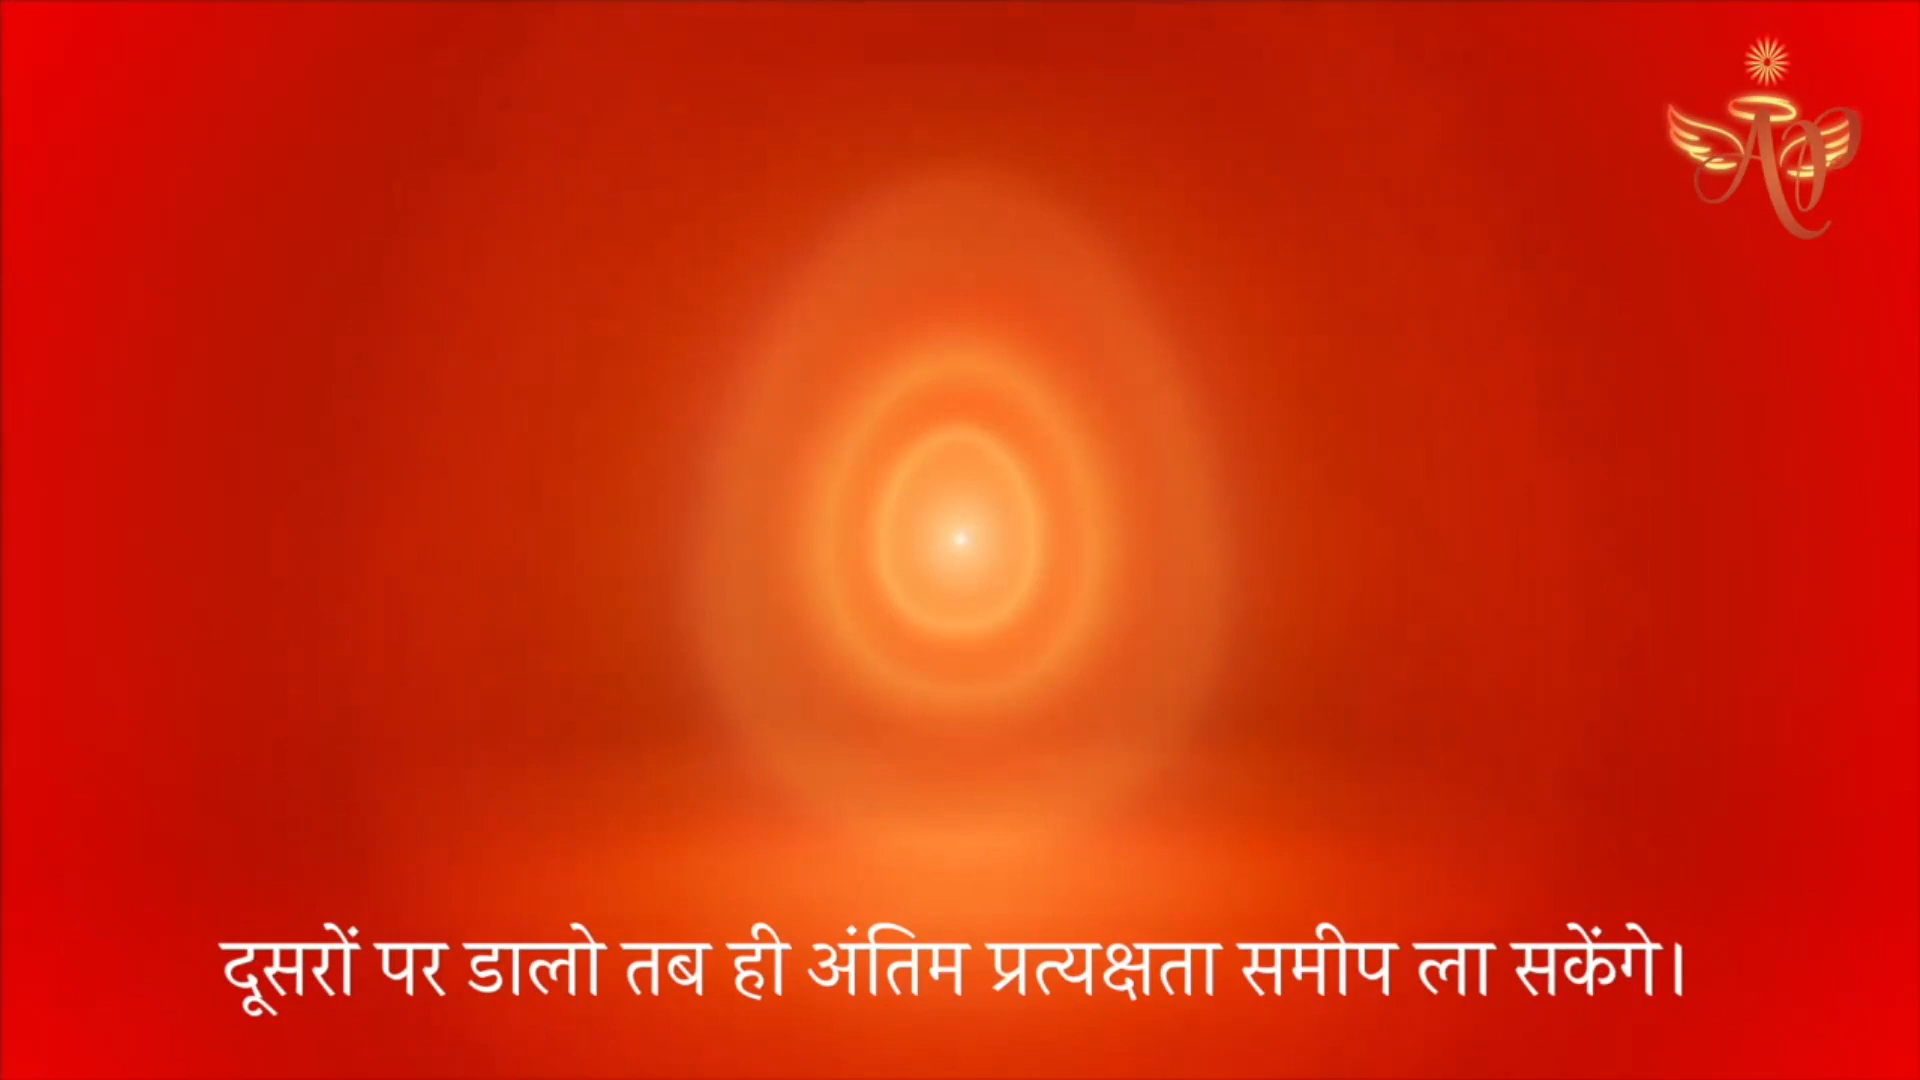 दूसरों पर डालो तब ही अंतिम प्रत्यक्षता समीप ला सकेंगे।